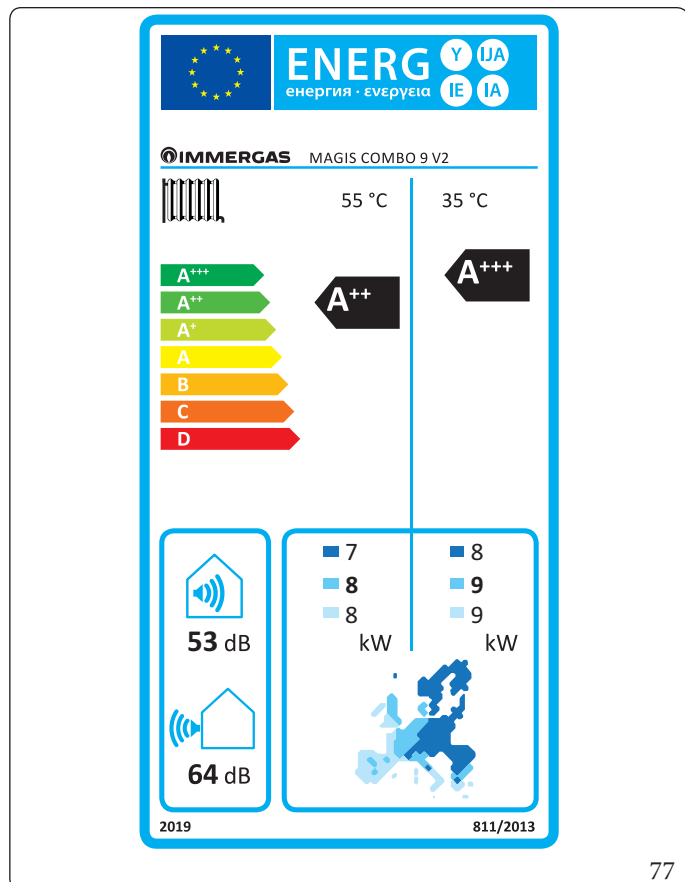 ENERG Y IJA
енергия · ενεργεια IE IA
IMMERGAS MAGIS COMBO 9 V2
55 °C 35 °C
A+++
A++
A+
A
B
C
D
A++
A+++
7 8
8 9
8 9
kW kW
53 dB
64 dB
2019 811/2013
77